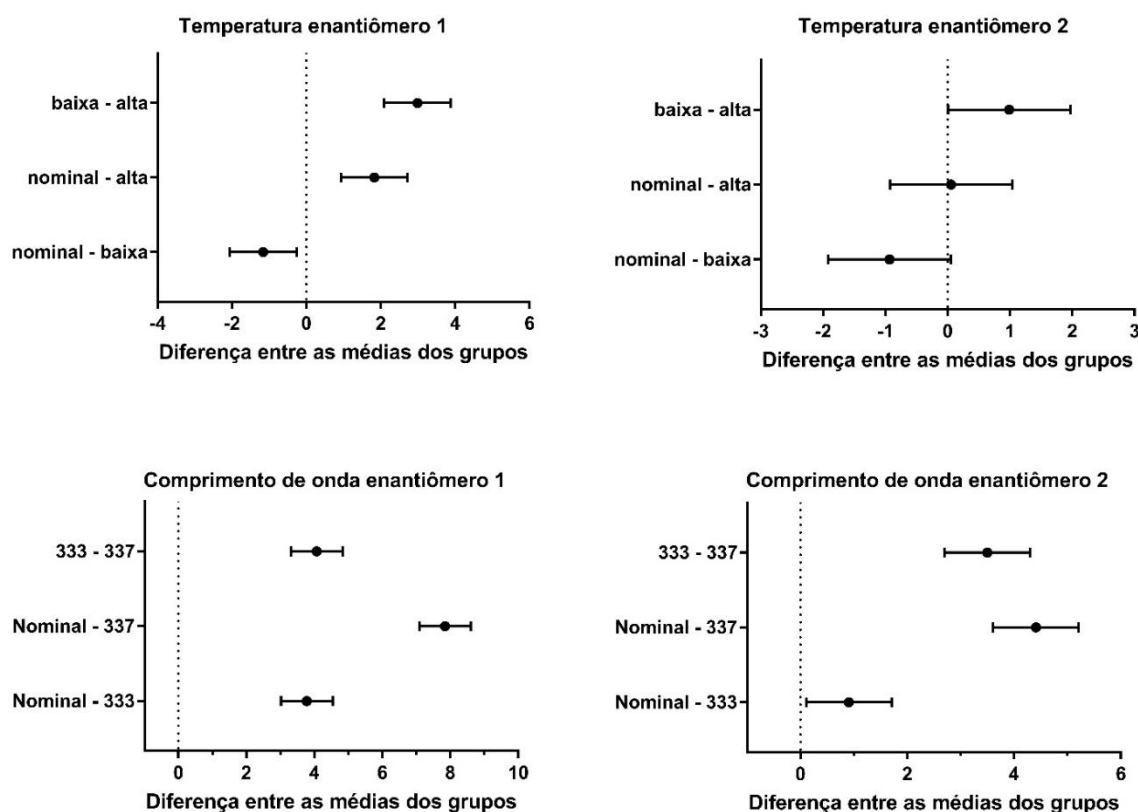 Temperatura enantiômero 1
baixa - alta
nominal - alta
nominal - baixa
-4 -2 0 2 4 6
Diferença entre as médias dos grupos
Temperatura enantiômero 2
baixa - alta
nominal - alta
nominal - baixa
-3 -2 -1 0 1 2 3
Diferença entre as médias dos grupos
Comprimento de onda enantiômero 1
333 - 337
Nominal - 337
Nominal - 333
0 2 4 6 8 10
Diferença entre as médias dos grupos
Comprimento de onda enantiômero 2
333 - 337
Nominal - 337
Nominal - 333
0 2 4 6
Diferença entre as médias dos grupos